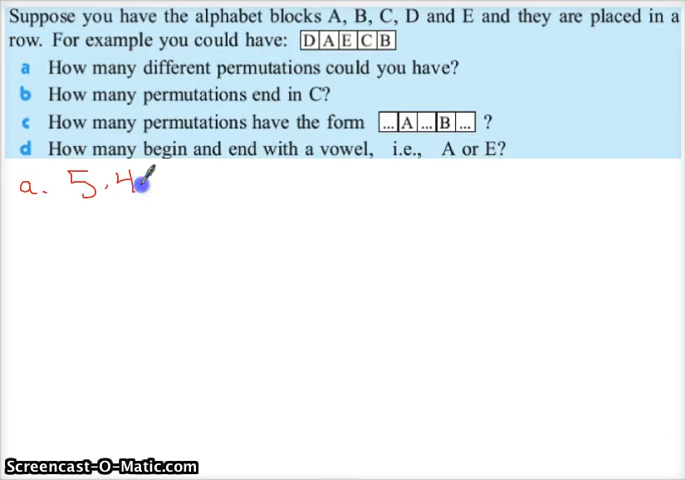 Suppose you have the alphabet blocks A, B, C, D and E and they are placed in a
row. For example you could have: D A E C B
a How many different permutations could you have?
b How many permutations end in C?
c How many permutations have the form ... A ... B ... ?
d How many begin and end with a vowel, i.e., A or E?
a. 5.4
Screencast-O-Matic.com